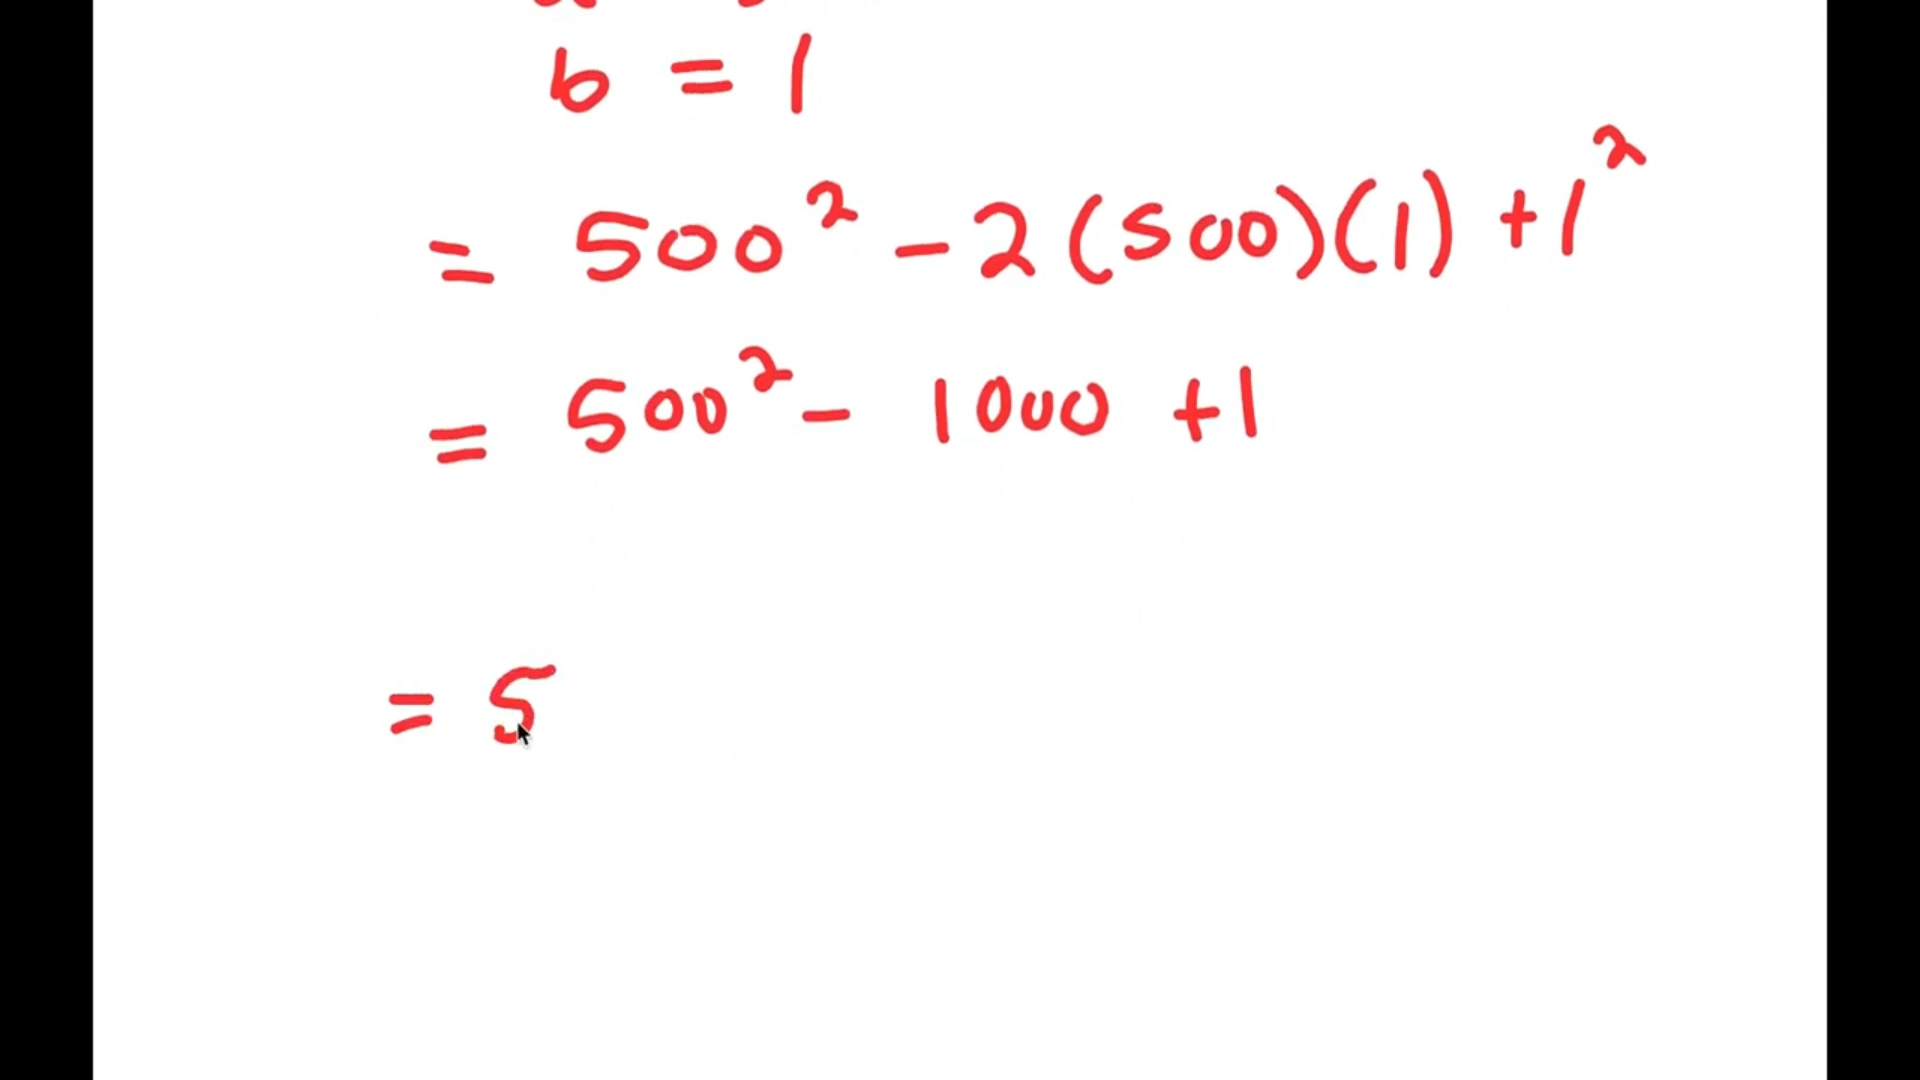 b = 1
= 500² - 2(500)(1) + 1²
= 500² - 1000 + 1
= 5